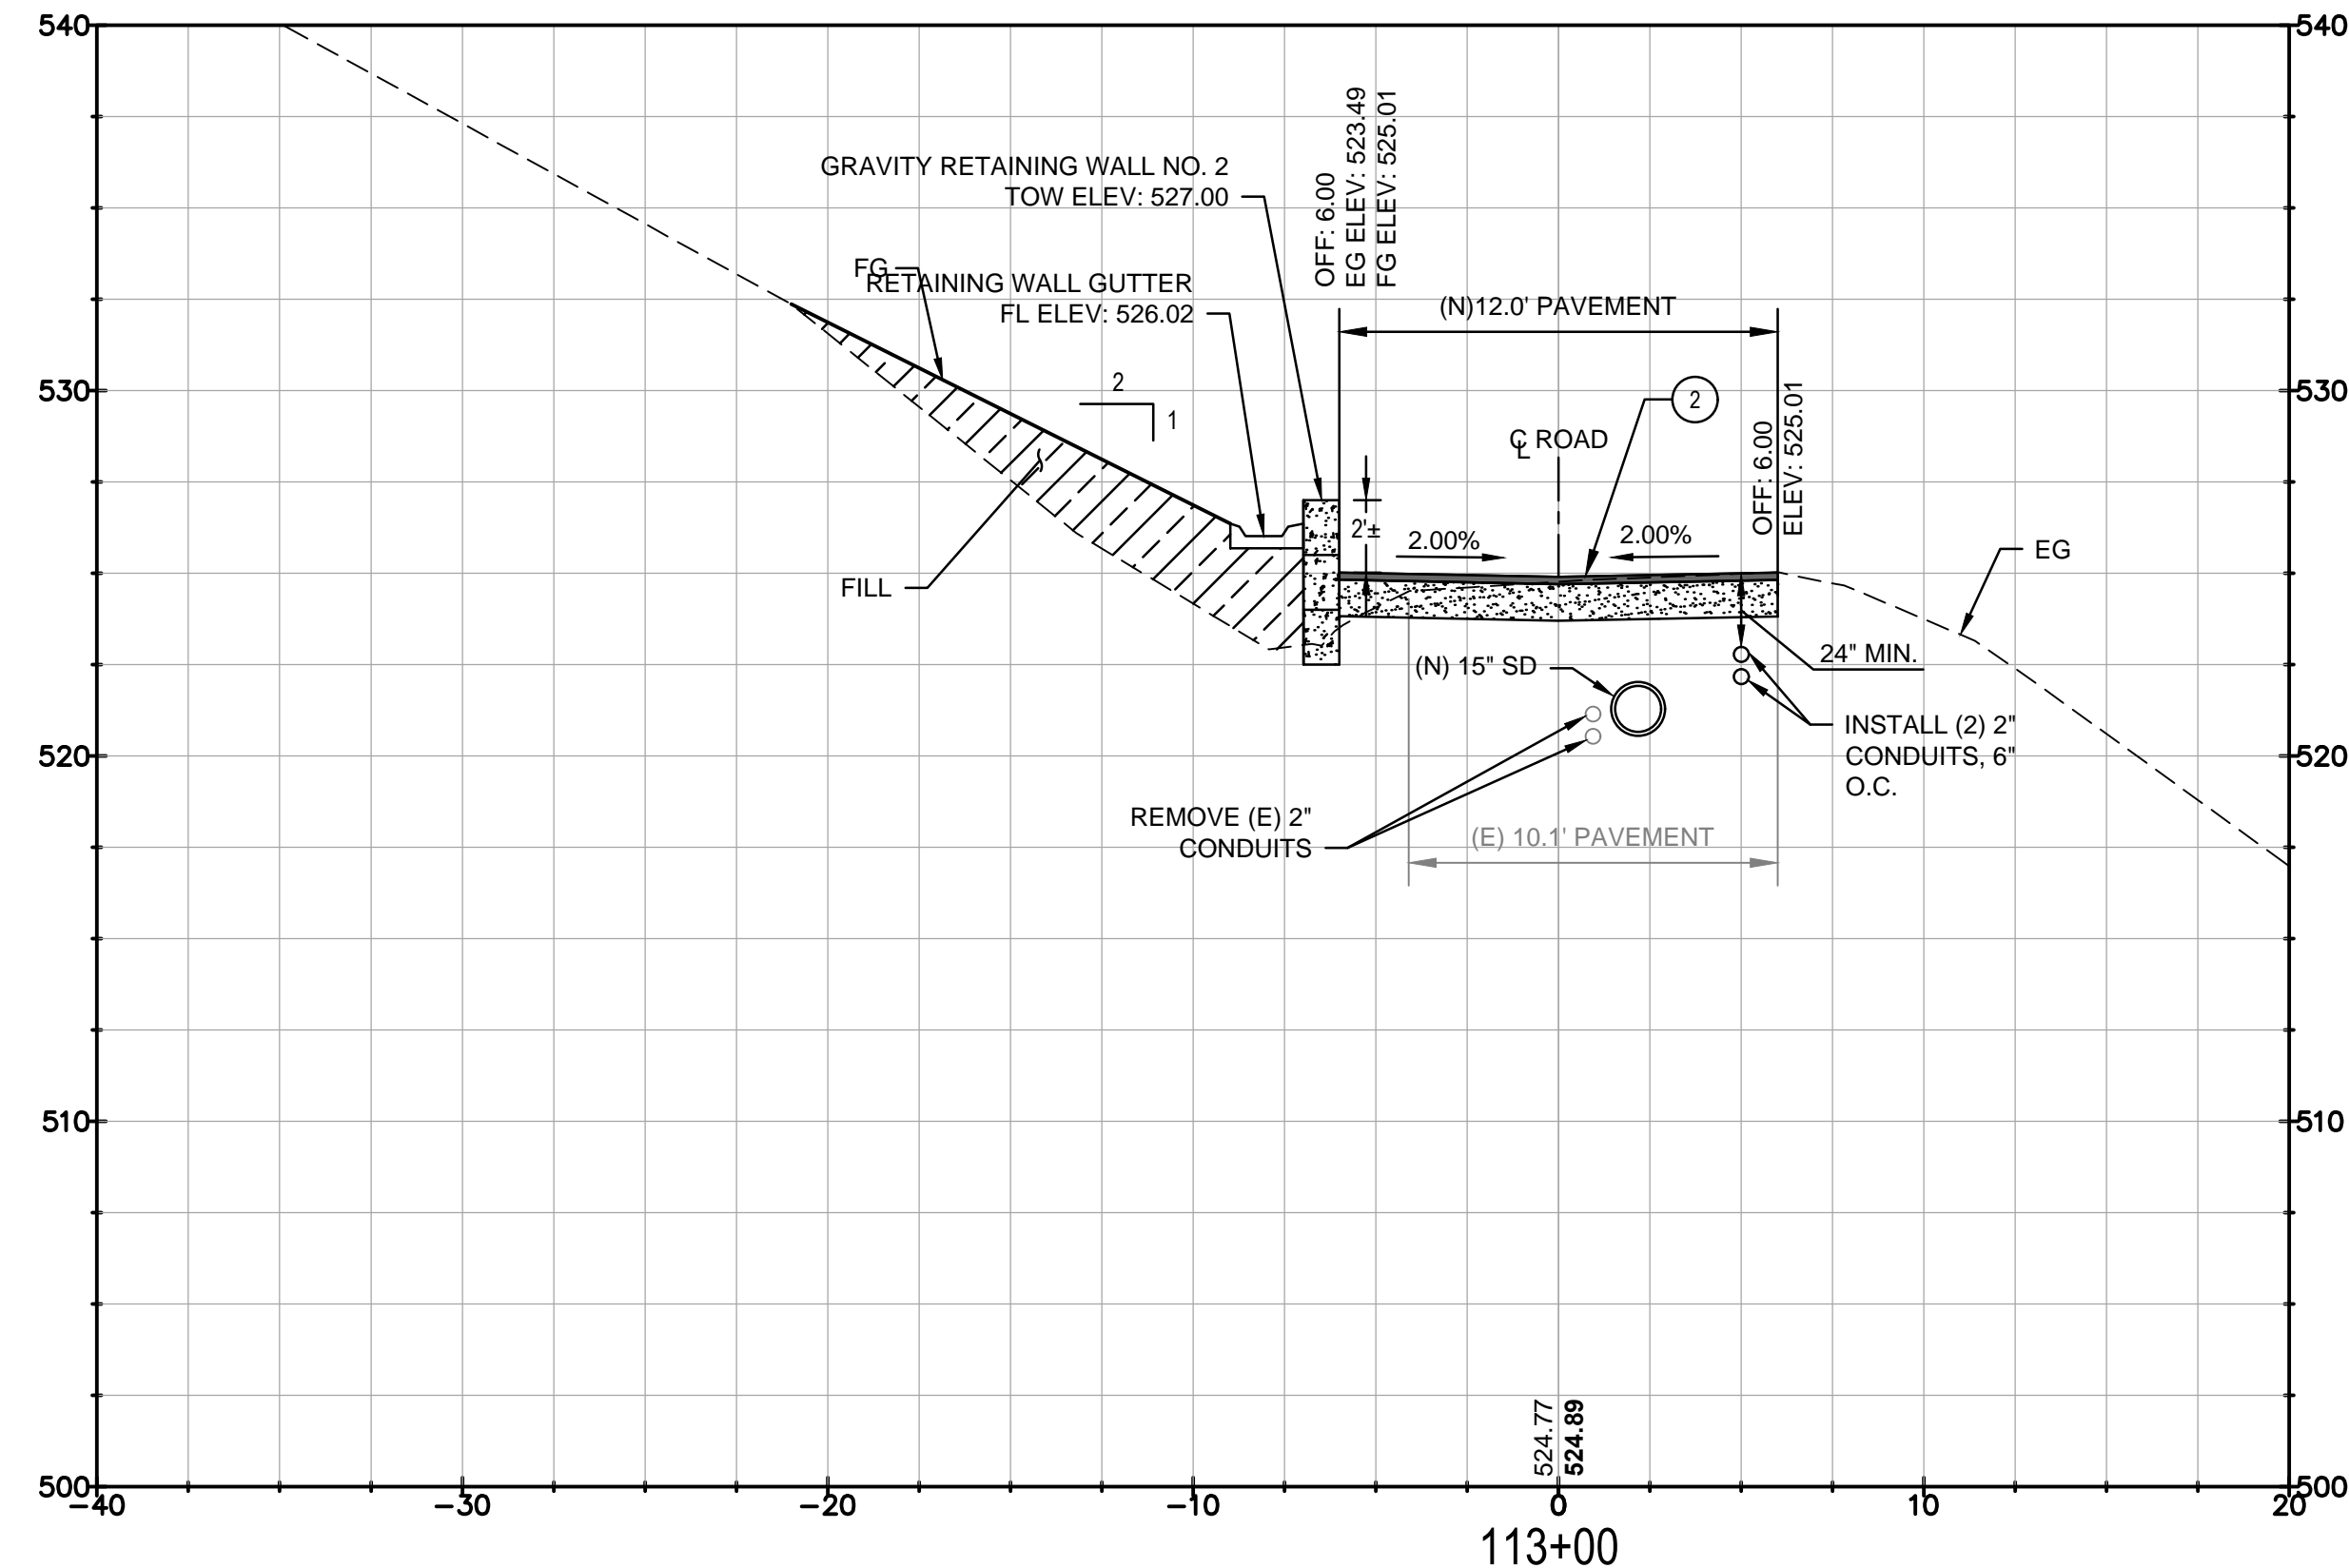 540
540
OFF: 6.00
EG ELEV: 523.49
FG ELEV: 525.01
GRAVITY RETAINING WALL NO. 2
TOW ELEV: 527.00
FG
RETAINING WALL GUTTER
FL ELEV: 526.02
(N)12.0' PAVEMENT
530
530
2
1
2
℄ ROAD
OFF: 6.00
ELEV: 525.01
2'±
2.00%
2.00%
EG
FILL
24" MIN.
(N) 15" SD
INSTALL (2) 2"
CONDUITS, 6"
O.C.
520
520
REMOVE (E) 2"
CONDUITS
(E) 10.1' PAVEMENT
510
510
524.77
524.89
500
500
-40
-30
-20
-10
0
10
20
113+00